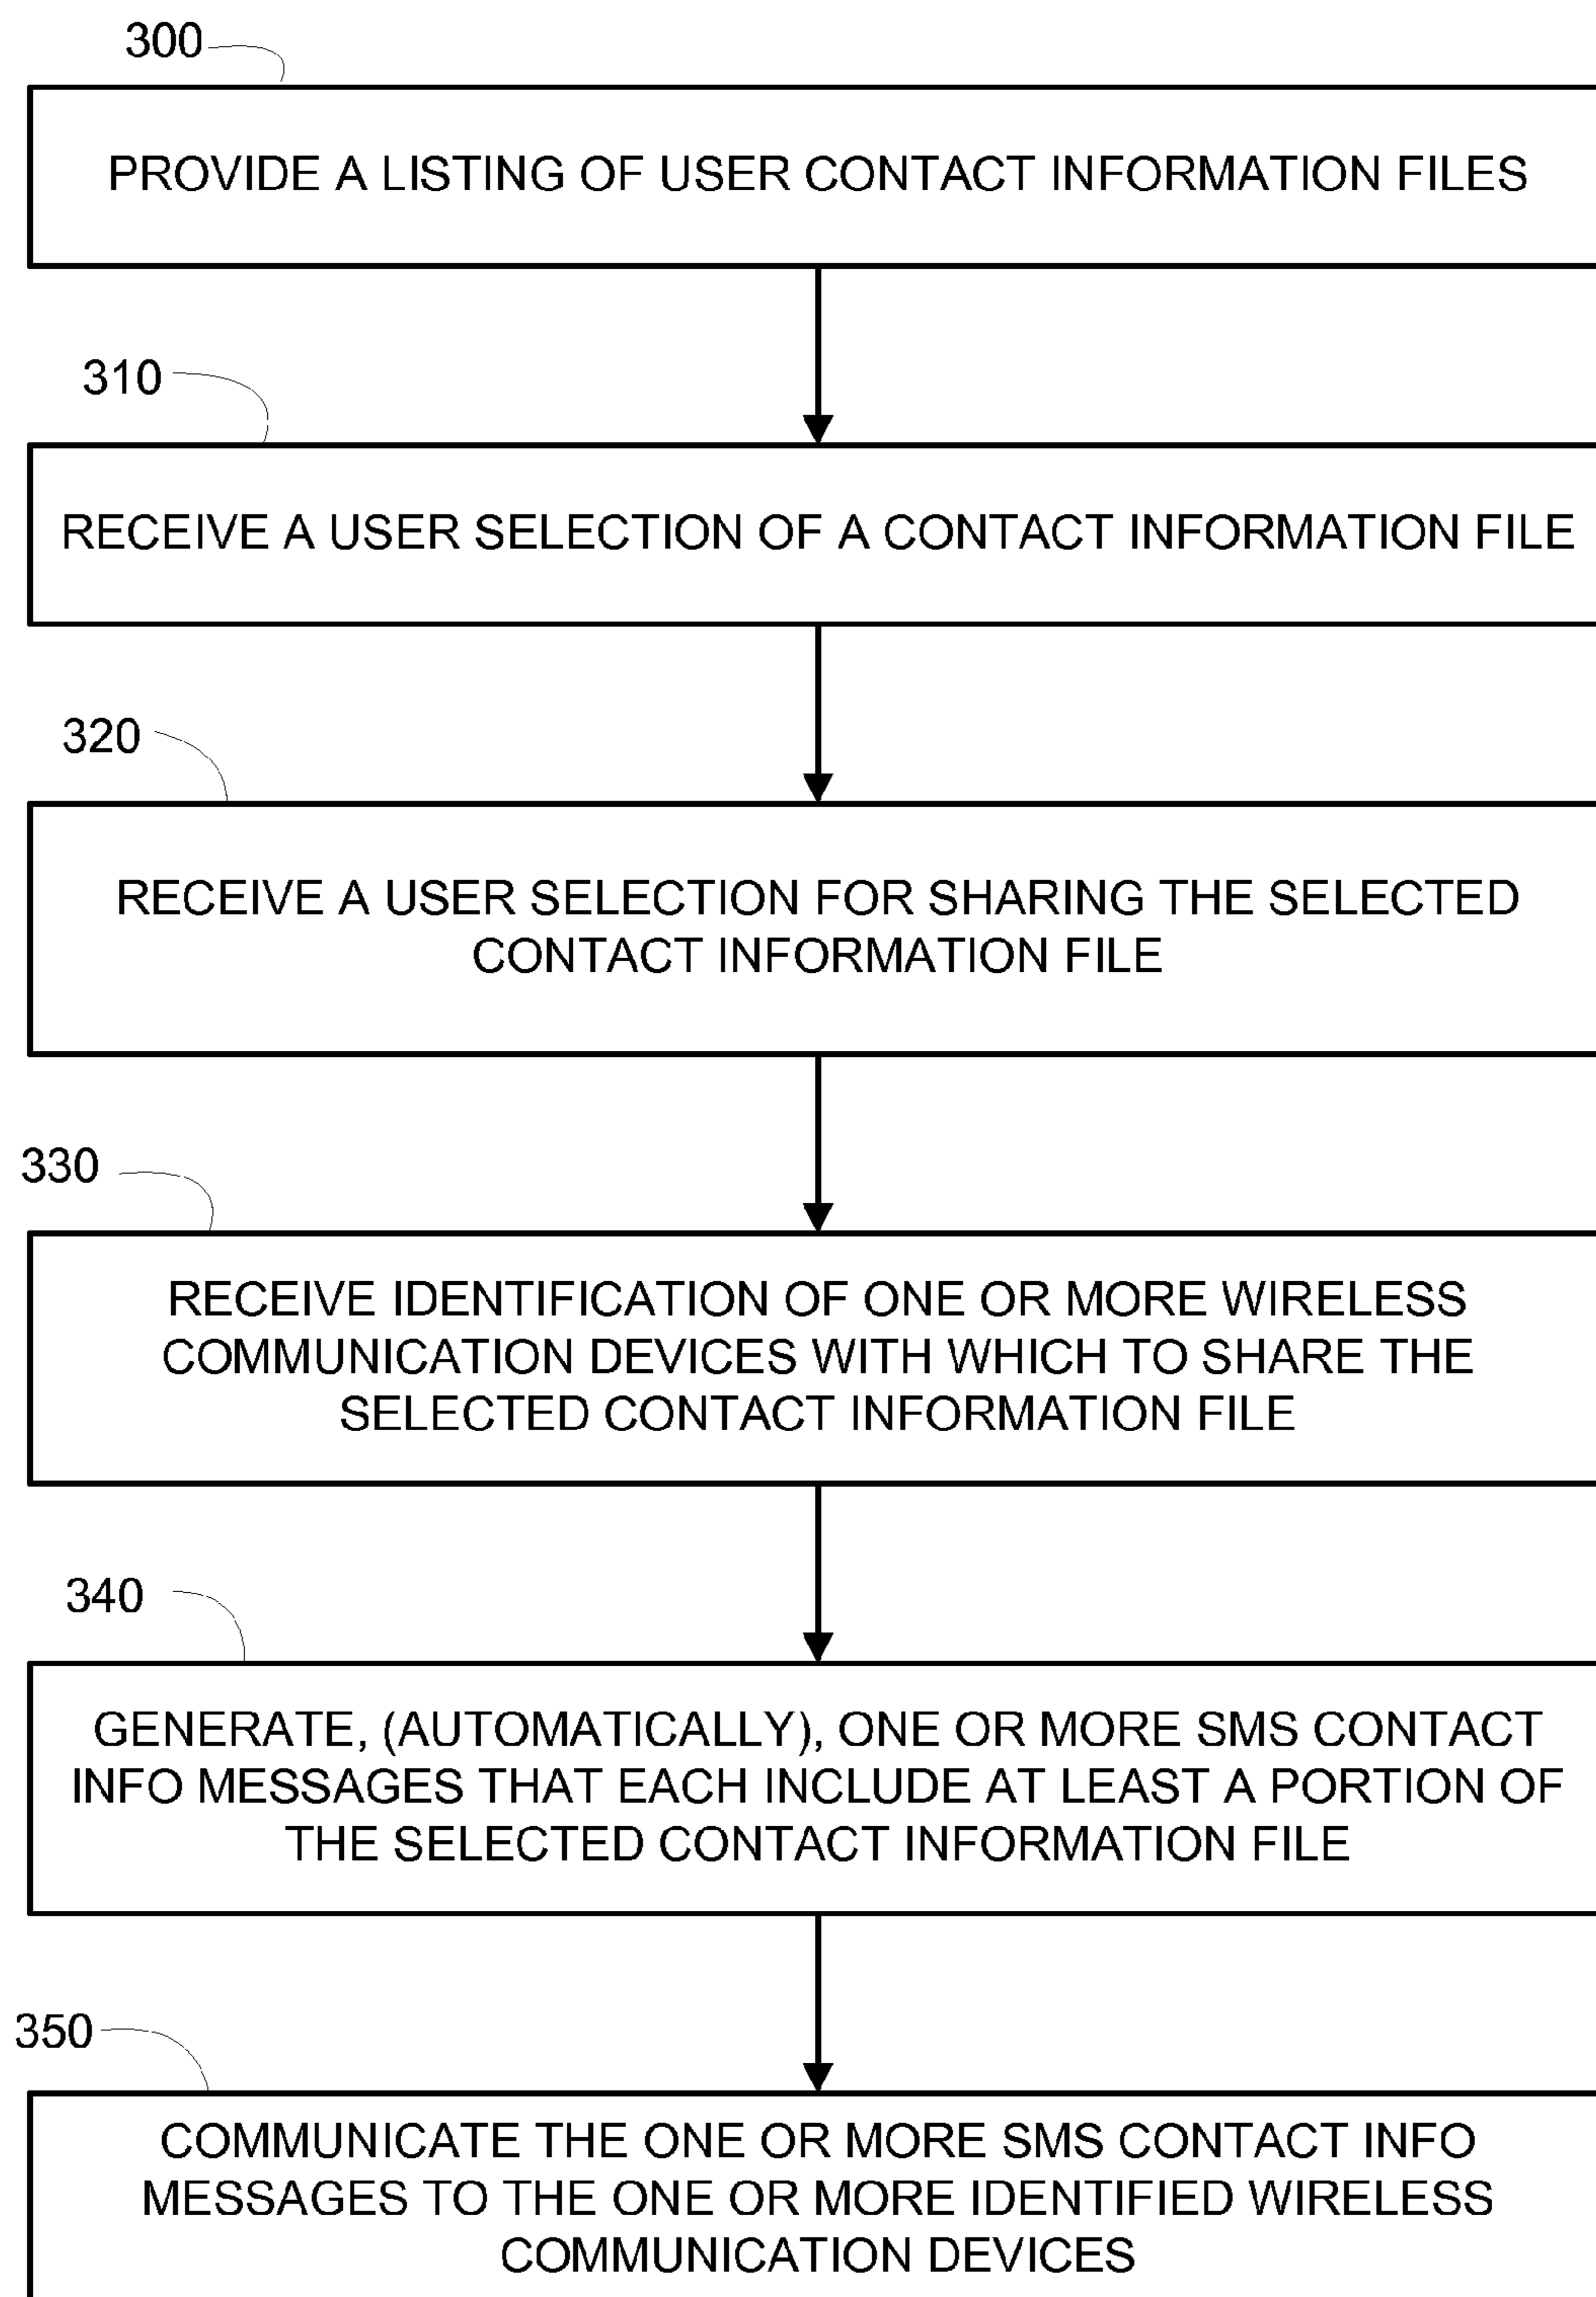 300
PROVIDE A LISTING OF USER CONTACT INFORMATION FILES
310
RECEIVE A USER SELECTION OF A CONTACT INFORMATION FILE
320
RECEIVE A USER SELECTION FOR SHARING THE SELECTED
CONTACT INFORMATION FILE
330
RECEIVE IDENTIFICATION OF ONE OR MORE WIRELESS
COMMUNICATION DEVICES WITH WHICH TO SHARE THE
SELECTED CONTACT INFORMATION FILE
340
GENERATE, (AUTOMATICALLY), ONE OR MORE SMS CONTACT
INFO MESSAGES THAT EACH INCLUDE AT LEAST A PORTION OF
THE SELECTED CONTACT INFORMATION FILE
350
COMMUNICATE THE ONE OR MORE SMS CONTACT INFO
MESSAGES TO THE ONE OR MORE IDENTIFIED WIRELESS
COMMUNICATION DEVICES